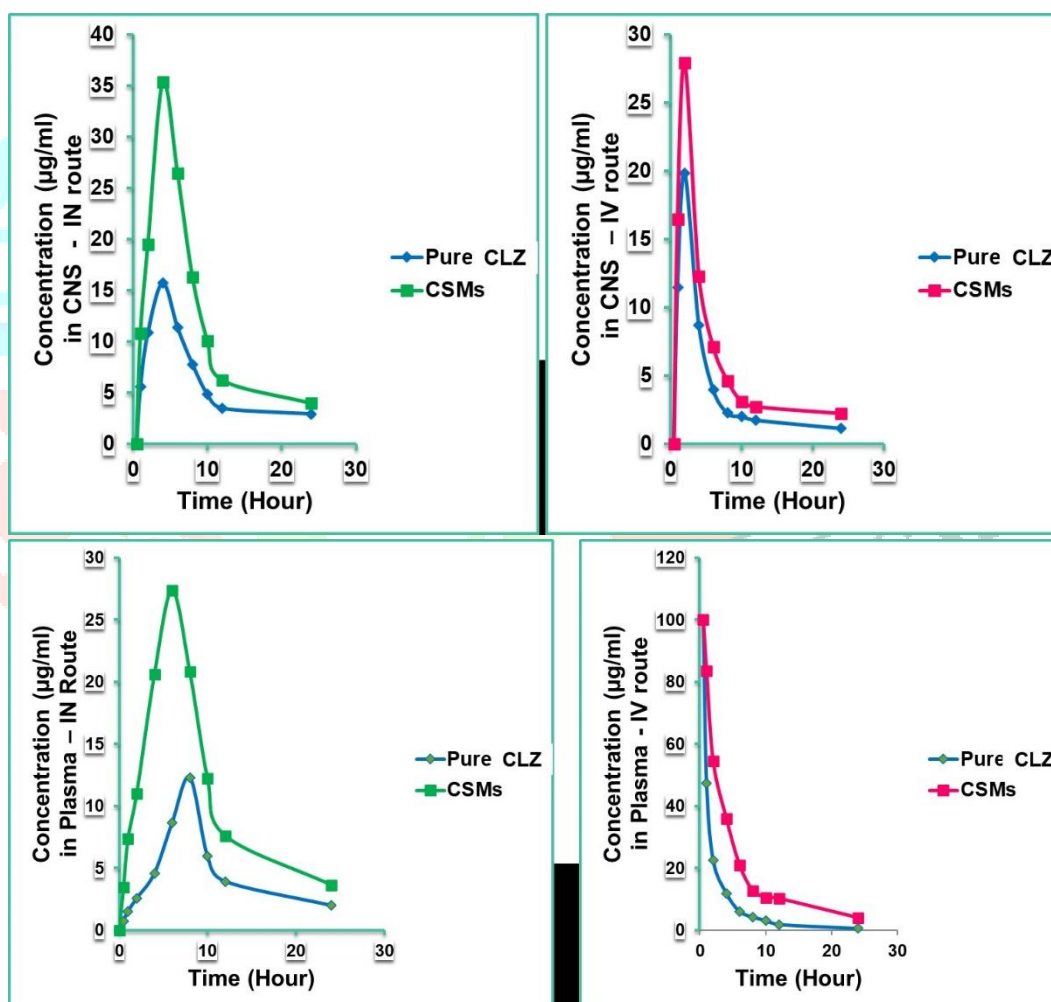 Concentration (µg/ml)
in CNS - IN route
40
35
30
25
20
15
10
5
0
0 10 20 30
Time (Hour)
Pure CLZ
CSMs
Concentration (µg/ml)
in CNS – IV route
30
25
20
15
10
5
0
0 10 20 30
Time (Hour)
Pure CLZ
CSMs
Concentration (µg/ml)
in Plasma – IN Route
30
25
20
15
10
5
0
0 10 20 30
Time (Hour)
Pure CLZ
CSMs
Concentration (µg/ml)
in Plasma - IV route
120
100
80
60
40
20
0
0 10 20 30
Time (Hour)
Pure CLZ
CSMs